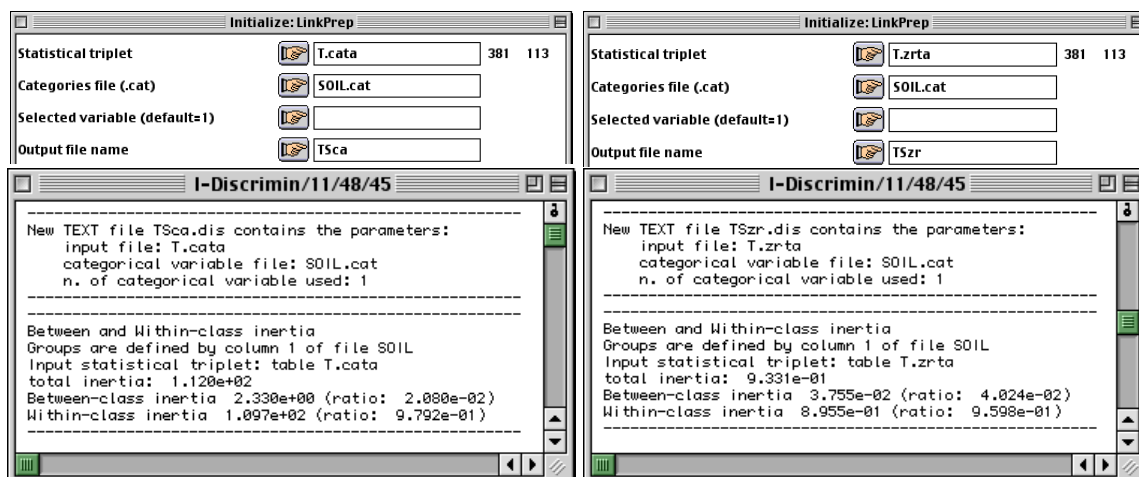 Initialize: LinkPrep
Statistical triplet T.cata 381 113
Categories file (.cat) SOIL.cat
Selected variable (default=1)
Output file name TSca
I-Discrimin/11/48/45
------------------------------------------------------
New TEXT file TSca.dis contains the parameters:
input file: T.cata
categorical variable file: SOIL.cat
n. of categorical variable used: 1
------------------------------------------------------
------------------------------------------------------
Between and Within-class inertia
Groups are defined by column 1 of file SOIL
Input statistical triplet: table T.cata
total inertia: 1.120e+02
Between-class inertia 2.330e+00 (ratio: 2.080e-02)
Within-class inertia 1.097e+02 (ratio: 9.792e-01)
------------------------------------------------------
Initialize: LinkPrep
Statistical triplet T.zrta 381 113
Categories file (.cat) SOIL.cat
Selected variable (default=1)
Output file name TSzr
I-Discrimin/11/48/45
------------------------------------------------------
New TEXT file TSzr.dis contains the parameters:
input file: T.zrta
categorical variable file: SOIL.cat
n. of categorical variable used: 1
------------------------------------------------------
------------------------------------------------------
Between and Within-class inertia
Groups are defined by column 1 of file SOIL
Input statistical triplet: table T.zrta
total inertia: 9.331e-01
Between-class inertia 3.755e-02 (ratio: 4.024e-02)
Within-class inertia 8.955e-01 (ratio: 9.598e-01)
------------------------------------------------------